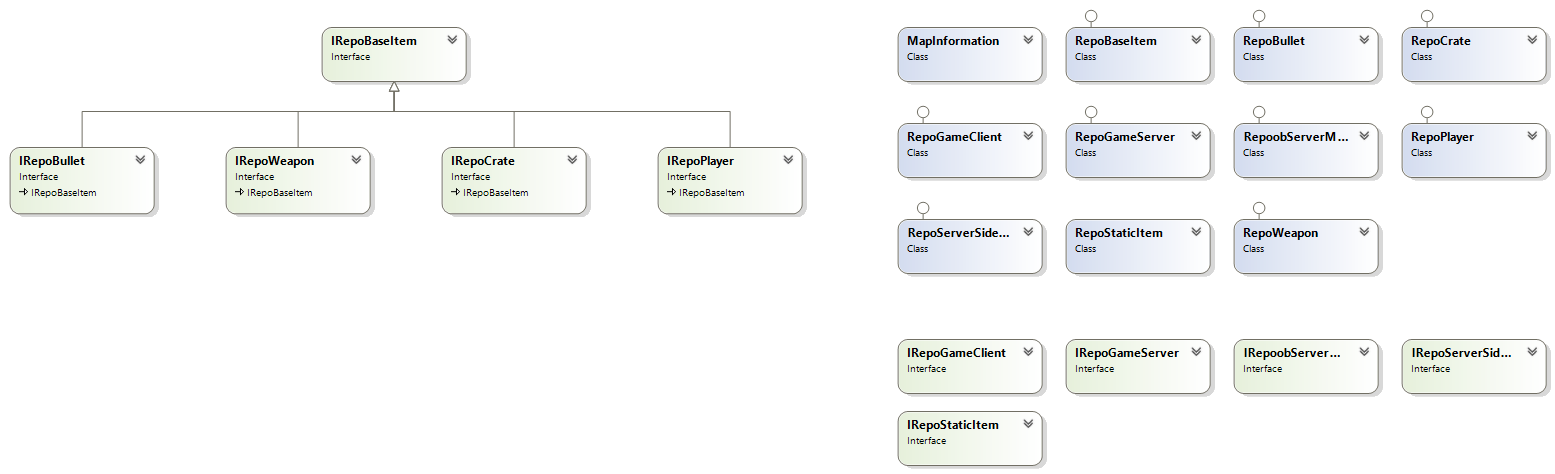 IRepoBaseItem
Interface
IRepoBullet
Interface
IRepoBaseItem
IRepoWeapon
Interface
IRepoBaseItem
IRepoCrate
Interface
IRepoBaseItem
IRepoPlayer
Interface
IRepoBaseItem
MapInformation
Class
RepoBaseItem
Class
RepoBullet
Class
RepoCrate
Class
RepoGameClient
Class
RepoGameServer
Class
RepoobServerM...
Class
RepoPlayer
Class
RepoServerSide...
Class
RepoStaticItem
Class
RepoWeapon
Class
IRepoGameClient
Interface
IRepoGameServer
Interface
IRepoobServer...
Interface
IRepoServerSid...
Interface
IRepoStaticItem
Interface